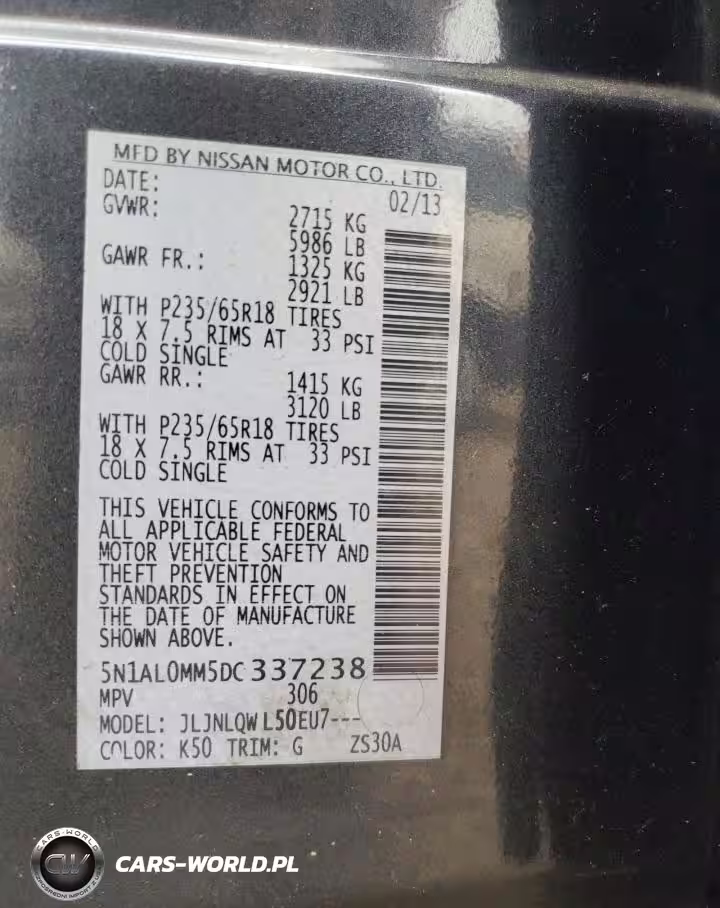 MFD BY NISSAN MOTOR CO., LTD.
DATE: 02/13
GVWR: 2715 KG
5986 LB
GAWR FR.: 1325 KG
2921 LB
WITH P235/65R18 TIRES
18 X 7.5 RIMS AT 33 PSI
COLD SINGLE
GAWR RR.: 1415 KG
3120 LB
WITH P235/65R18 TIRES
18 X 7.5 RIMS AT 33 PSI
COLD SINGLE
THIS VEHICLE CONFORMS TO
ALL APPLICABLE FEDERAL
MOTOR VEHICLE SAFETY AND
THEFT PREVENTION
STANDARDS IN EFFECT ON
THE DATE OF MANUFACTURE
SHOWN ABOVE.
5N1AL0MM5DC337238
MPV 306
MODEL: JLJNLQWL50EU7---
COLOR: K50 TRIM: G ZS30A
CARS-WORLD
CW
CARS-WORLD.PL